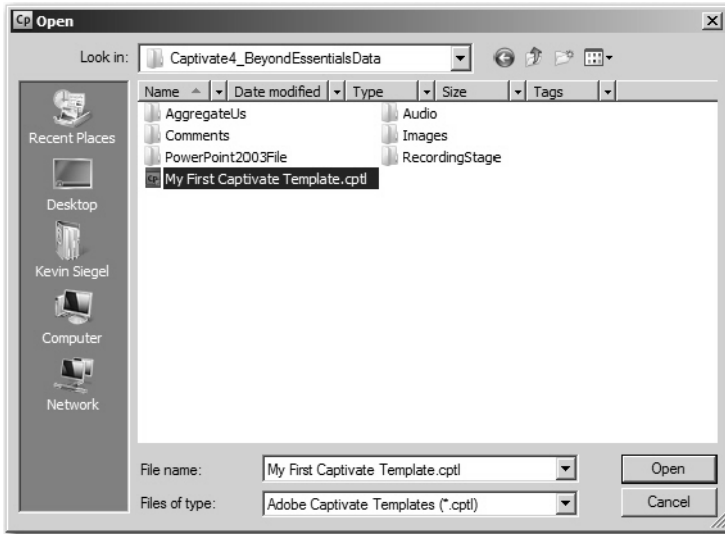 Cp Open
Look in: Captivate4_BeyondEssentialsData
Name Date modified Type Size Tags
AggregateUs Audio
Comments Images
PowerPoint2003File RecordingStage
Cp My First Captivate Template.cptl
Recent Places
Desktop
Kevin Siegel
Computer
Network
File name: My First Captivate Template.cptl Open
Files of type: Adobe Captivate Templates (*.cptl) Cancel